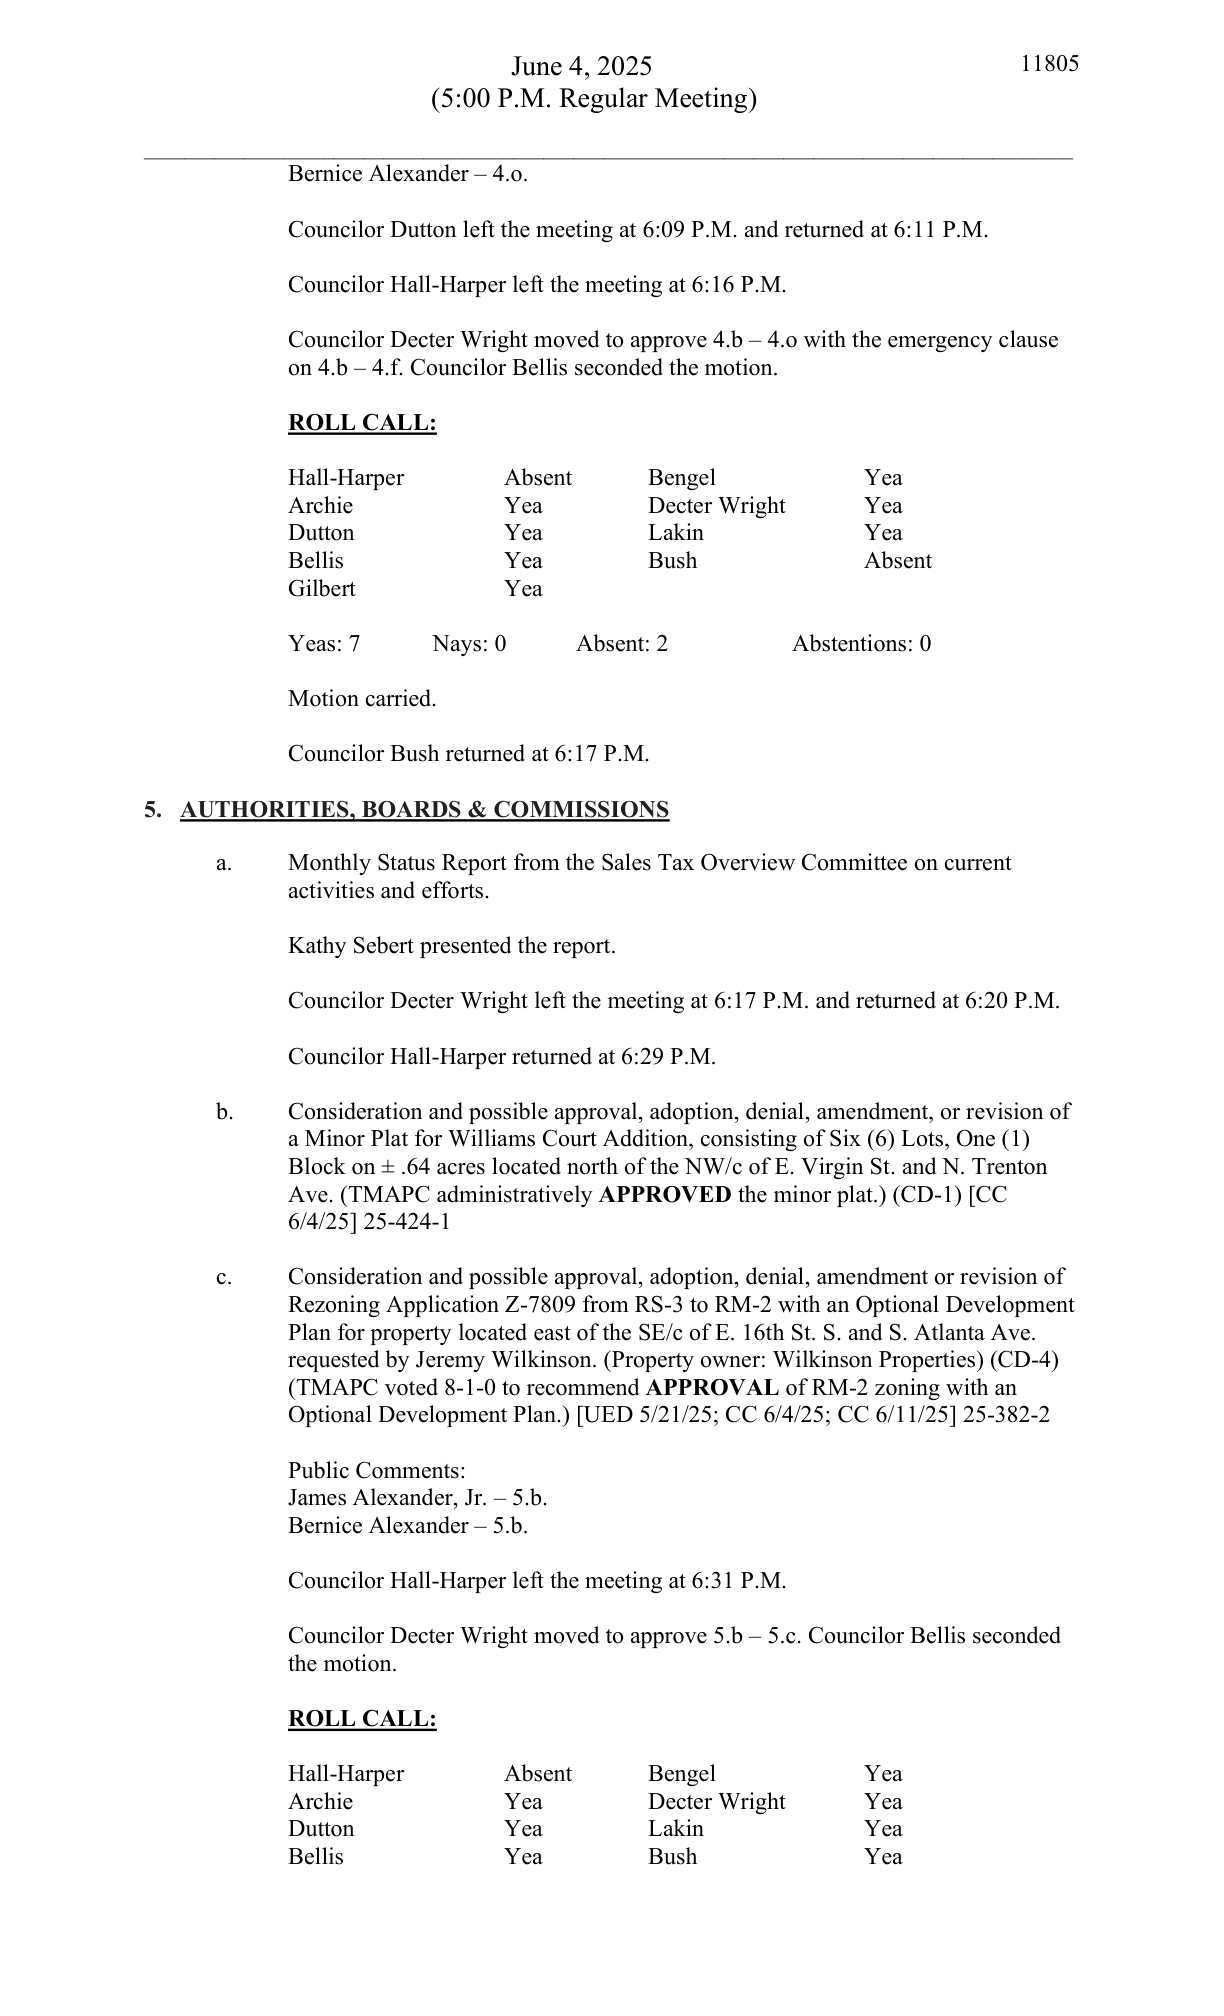 June 4, 2025
11805
(5:00 P.M. Regular Meeting)
Bernice Alexander – 4.o.
Councilor Dutton left the meeting at 6:09 P.M. and returned at 6:11 P.M.
Councilor Hall-Harper left the meeting at 6:16 P.M.
Councilor Decter Wright moved to approve 4.b – 4.o with the emergency clause
on 4.b – 4.f. Councilor Bellis seconded the motion.
ROLL CALL:
Hall-Harper Absent Bengel Yea
Archie Yea Decter Wright Yea
Dutton Yea Lakin Yea
Bellis Yea Bush Absent
Gilbert Yea
Yeas: 7 Nays: 0 Absent: 2 Abstentions: 0
Motion carried.
Councilor Bush returned at 6:17 P.M.
5. AUTHORITIES, BOARDS & COMMISSIONS
a. Monthly Status Report from the Sales Tax Overview Committee on current
activities and efforts.
Kathy Sebert presented the report.
Councilor Decter Wright left the meeting at 6:17 P.M. and returned at 6:20 P.M.
Councilor Hall-Harper returned at 6:29 P.M.
b. Consideration and possible approval, adoption, denial, amendment, or revision of
a Minor Plat for Williams Court Addition, consisting of Six (6) Lots, One (1)
Block on ± .64 acres located north of the NW/c of E. Virgin St. and N. Trenton
Ave. (TMAPC administratively APPROVED the minor plat.) (CD-1) [CC
6/4/25] 25-424-1
c. Consideration and possible approval, adoption, denial, amendment or revision of
Rezoning Application Z-7809 from RS-3 to RM-2 with an Optional Development
Plan for property located east of the SE/c of E. 16th St. S. and S. Atlanta Ave.
requested by Jeremy Wilkinson. (Property owner: Wilkinson Properties) (CD-4)
(TMAPC voted 8-1-0 to recommend APPROVAL of RM-2 zoning with an
Optional Development Plan.) [UED 5/21/25; CC 6/4/25; CC 6/11/25] 25-382-2
Public Comments:
James Alexander, Jr. – 5.b.
Bernice Alexander – 5.b.
Councilor Hall-Harper left the meeting at 6:31 P.M.
Councilor Decter Wright moved to approve 5.b – 5.c. Councilor Bellis seconded
the motion.
ROLL CALL:
Hall-Harper Absent Bengel Yea
Archie Yea Decter Wright Yea
Dutton Yea Lakin Yea
Bellis Yea Bush Yea